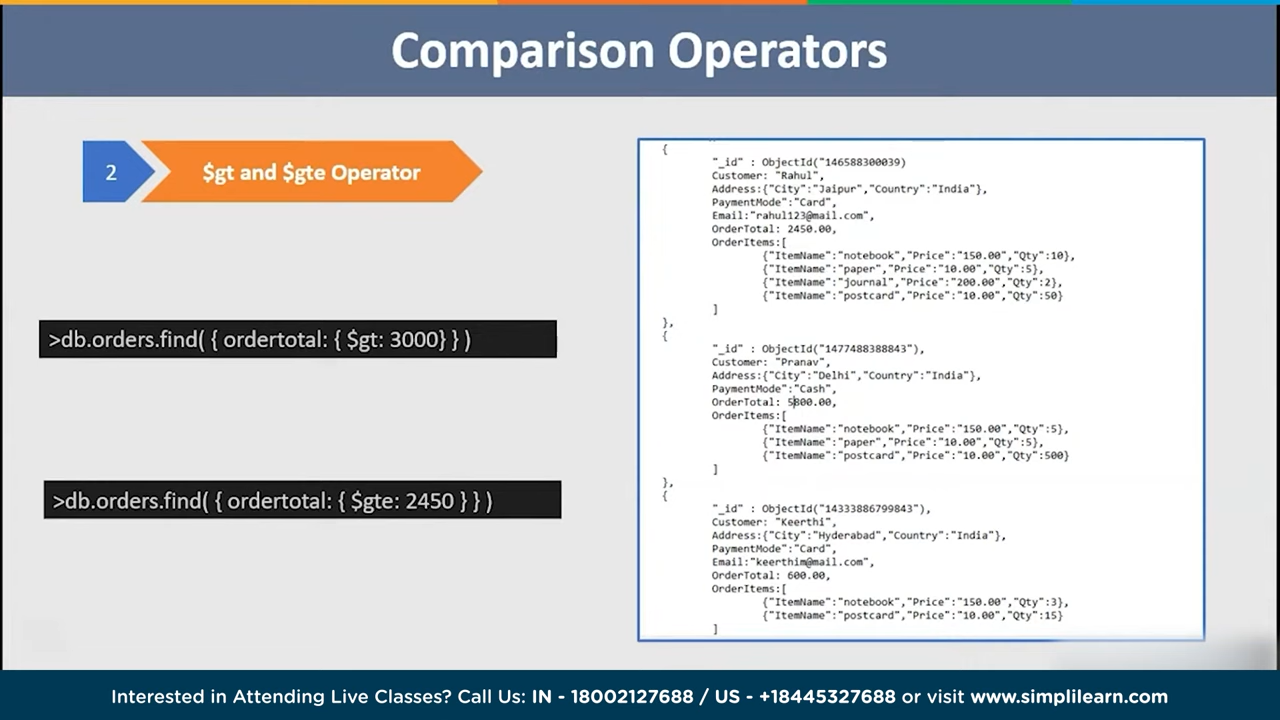 Comparison Operators
2
$gt and $gte Operator
>db.orders.find( { ordertotal: { $gt: 3000} } )
>db.orders.find( { ordertotal: { $gte: 2450 } } )
{
"_id" : ObjectId("146588300039)
Customer: "Rahul",
Address:{"City":"Jaipur","Country":"India"},
PaymentMode":"Card",
Email:"rahul123@mail.com",
OrderTotal: 2450.00,
OrderItems:[
{"ItemName":"notebook","Price":"150.00","Qty":10},
{"ItemName":"paper","Price":"10.00","Qty":5},
{"ItemName":"journal","Price":"200.00","Qty":2},
{"ItemName":"postcard","Price":"10.00","Qty":50}
]
},
{
"_id" : ObjectId("1477488388843"),
Customer: "Pranav",
Address:{"City":"Delhi","Country":"India"},
PaymentMode":"Cash",
OrderTotal: 5800.00,
OrderItems:[
{"ItemName":"notebook","Price":"150.00","Qty":5},
{"ItemName":"paper","Price":"10.00","Qty":5},
{"ItemName":"postcard","Price":"10.00","Qty":500}
]
},
{
"_id" : ObjectId("14333886799843"),
Customer: "Keerthi",
Address:{"City":"Hyderabad","Country":"India"},
PaymentMode":"Card",
Email:"keerthim@mail.com",
OrderTotal: 600.00,
OrderItems:[
{"ItemName":"notebook","Price":"150.00","Qty":3},
{"ItemName":"postcard","Price":"10.00","Qty":15}
]
Interested in Attending Live Classes? Call Us: IN - 18002127688 / US - +18445327688 or visit www.simplilearn.com